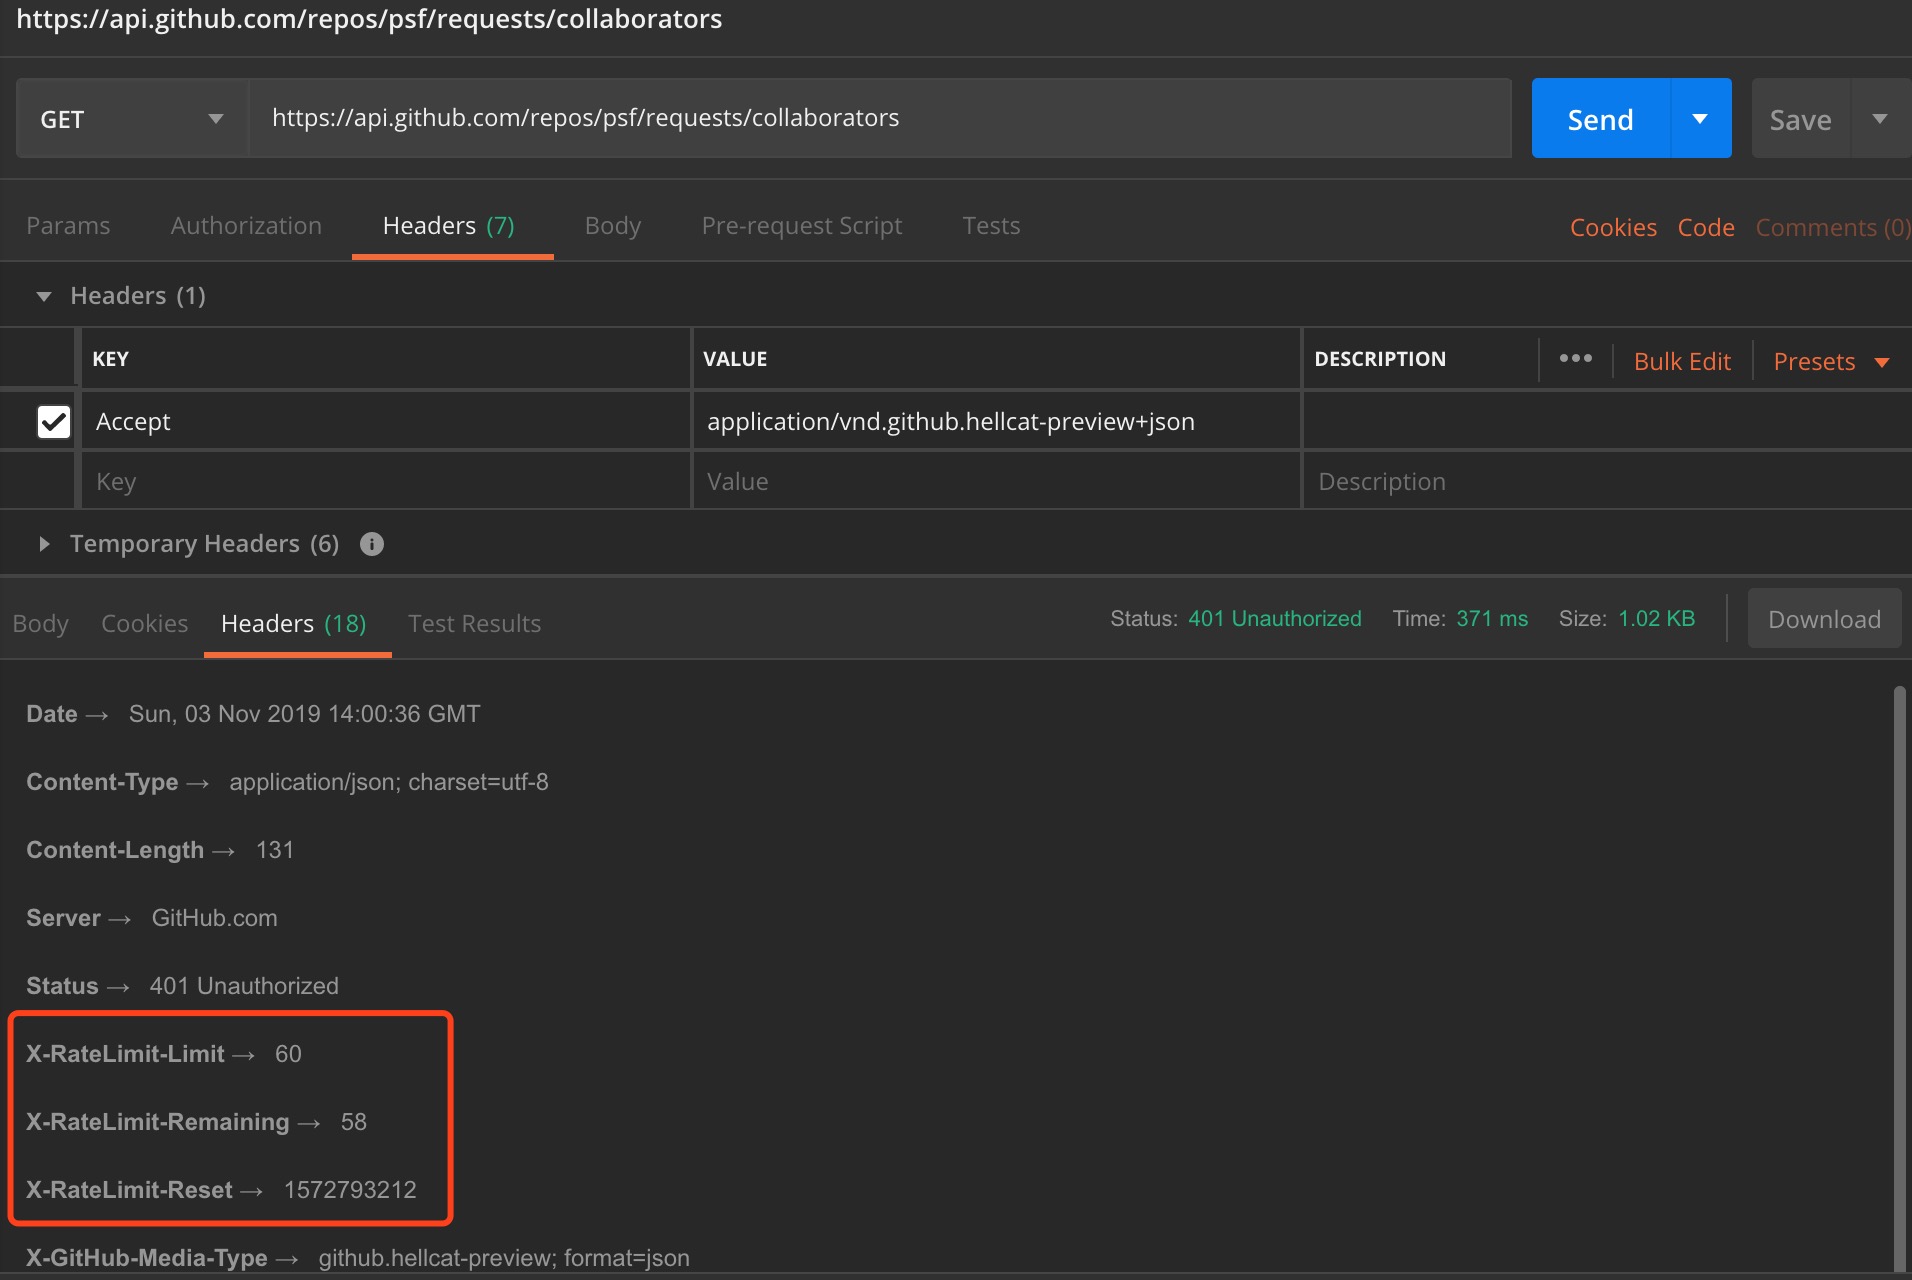 https://api.github.com/repos/psf/requests/collaborators
GET https://api.github.com/repos/psf/requests/collaborators Send Save
Params Authorization Headers (7) Body Pre-request Script Tests Cookies Code Comments (0)
Headers (1)
KEY VALUE DESCRIPTION ••• Bulk Edit Presets
Accept application/vnd.github.hellcat-preview+json
Key Value Description
Temporary Headers (6) i
Body Cookies Headers (18) Test Results Status: 401 Unauthorized Time: 371 ms Size: 1.02 KB Download
Date → Sun, 03 Nov 2019 14:00:36 GMT
Content-Type → application/json; charset=utf-8
Content-Length → 131
Server → GitHub.com
Status → 401 Unauthorized
X-RateLimit-Limit → 60
X-RateLimit-Remaining → 58
X-RateLimit-Reset → 1572793212
X-GitHub-Media-Type → github.hellcat-preview; format=json